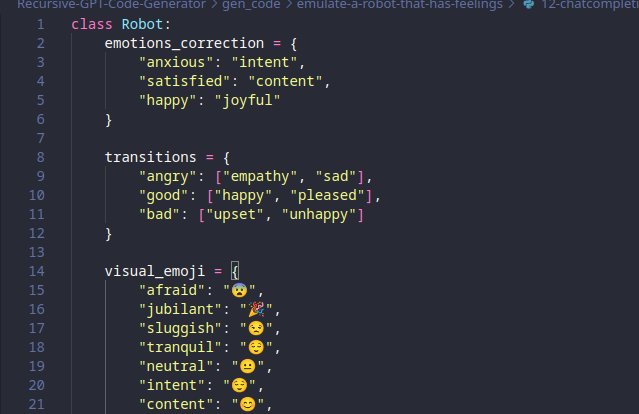 Recursive-GPT-Code-Generator > gen_code > emulate-a-robot-that-has-feelings > 12-chatcompleti
1 class Robot:
2 emotions_correction = {
3 "anxious": "intent",
4 "satisfied": "content",
5 "happy": "joyful"
6 }
7
8 transitions = {
9 "angry": ["empathy", "sad"],
10 "good": ["happy", "pleased"],
11 "bad": ["upset", "unhappy"]
12 }
13
14 visual_emoji = {
15 "afraid": "😨",
16 "jubilant": "🎉",
17 "sluggish": "😒",
18 "tranquil": "😌",
19 "neutral": "😐",
20 "intent": "😌",
21 "content": "😊",